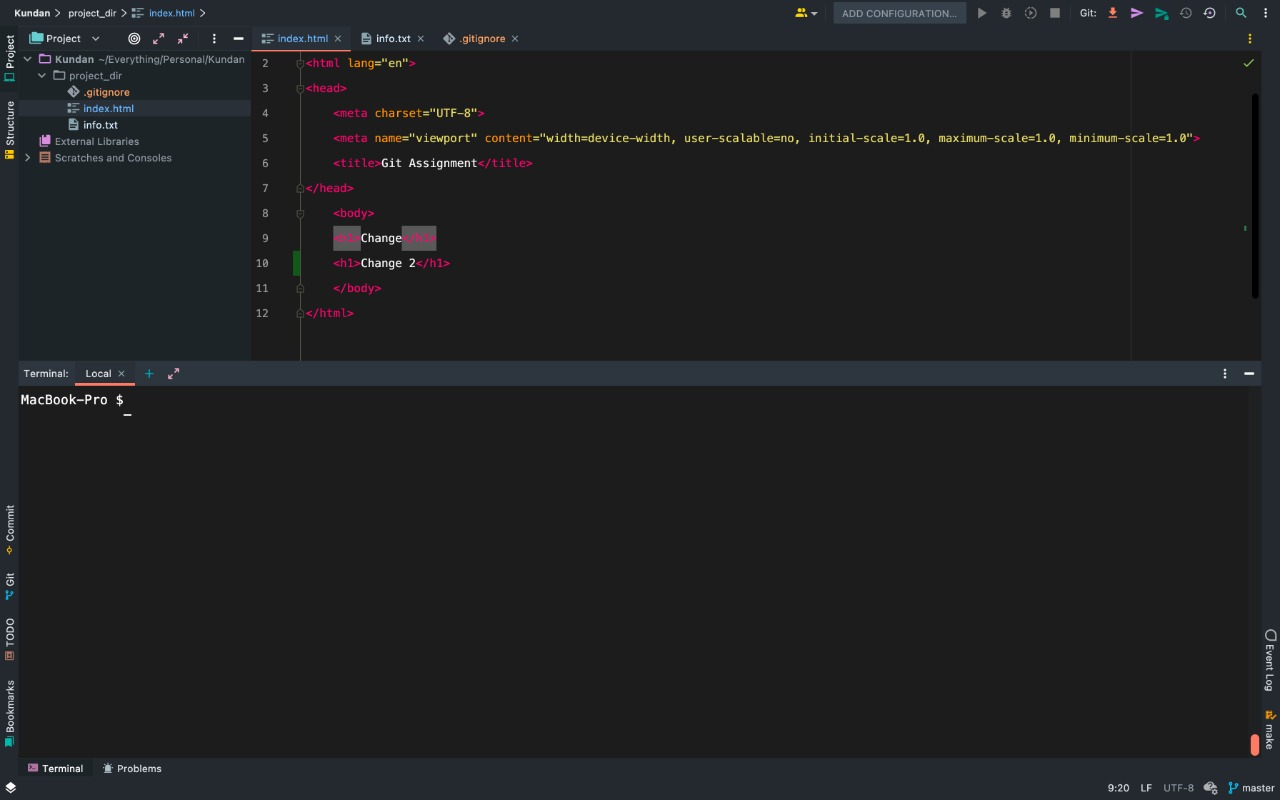 Kundan project_dir index.html
ADD CONFIGURATION...
Git:
Project
index.html
info.txt
.gitignore
Project
Kundan ~/Everything/Personal/Kundan
project_dir
.gitignore
index.html
info.txt
External Libraries
Scratches and Consoles
Structure
2 <html lang="en">
3 <head>
4 <meta charset="UTF-8">
5 <meta name="viewport" content="width=device-width, user-scalable=no, initial-scale=1.0, maximum-scale=1.0, minimum-scale=1.0">
6 <title>Git Assignment</title>
7 </head>
8 <body>
9 <h1>Change</h1>
10 <h1>Change 2</h1>
11 </body>
12 </html>
Terminal: Local
MacBook-Pro $
Commit
Git
TODO
Bookmarks
Event Log
make
Terminal Problems
9:20 LF UTF-8 master